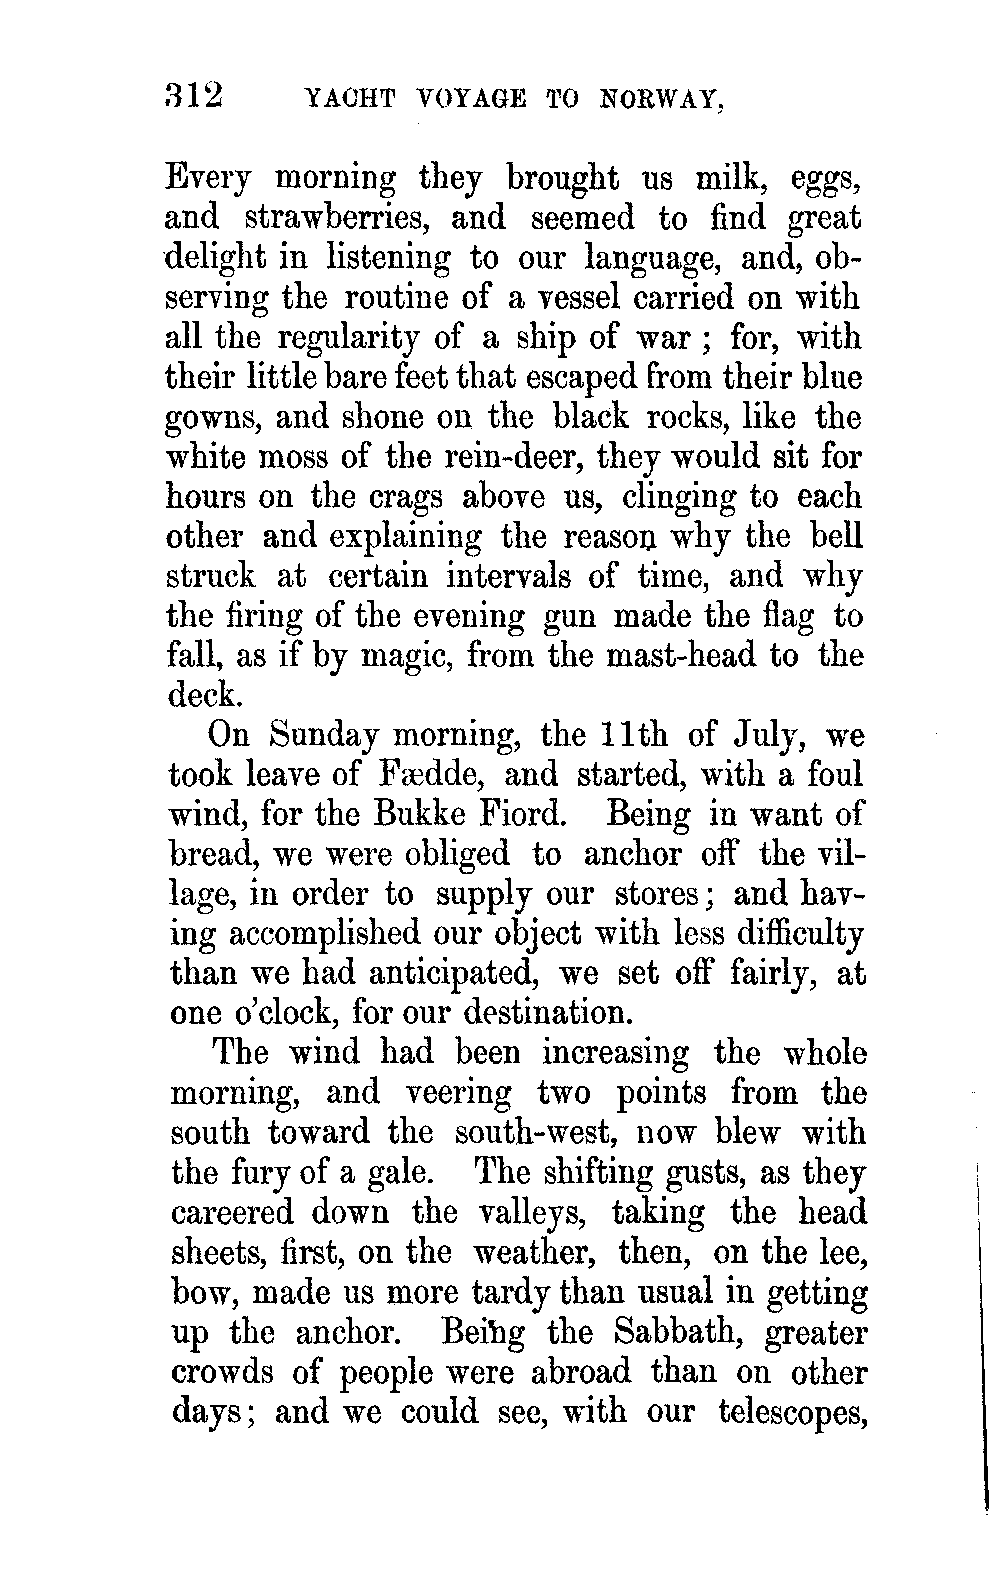 312 YACHT VOYAGE TO NORWAY,
Every morning they brought us milk, eggs,
and strawberries, and seemed to find great
delight in listening to our language, and, ob-
serving the routine of a vessel carried on with
all the regularity of a ship of war ; for, with
their little bare feet that escaped from their blue
gowns, and shone on the black rocks, like the
white moss of the rein-deer, they would sit for
hours on the crags above us, clinging to each
other and explaining the reason why the bell
struck at certain intervals of time, and why
the firing of the evening gun made the flag to
fall, as if by magic, from the mast-head to the
deck.
On Sunday morning, the 11th of July, we
took leave of Fædde, and started, with a foul
wind, for the Bukke Fiord. Being in want of
bread, we were obliged to anchor off the vil-
lage, in order to supply our stores; and hav-
ing accomplished our object with less difficulty
than we had anticipated, we set off fairly, at
one o'clock, for our destination.
The wind had been increasing the whole
morning, and veering two points from the
south toward the south-west, now blew with
the fury of a gale. The shifting gusts, as they
careered down the valleys, taking the head
sheets, first, on the weather, then, on the lee,
bow, made us more tardy than usual in getting
up the anchor. Being the Sabbath, greater
crowds of people were abroad than on other
days; and we could see, with our telescopes,